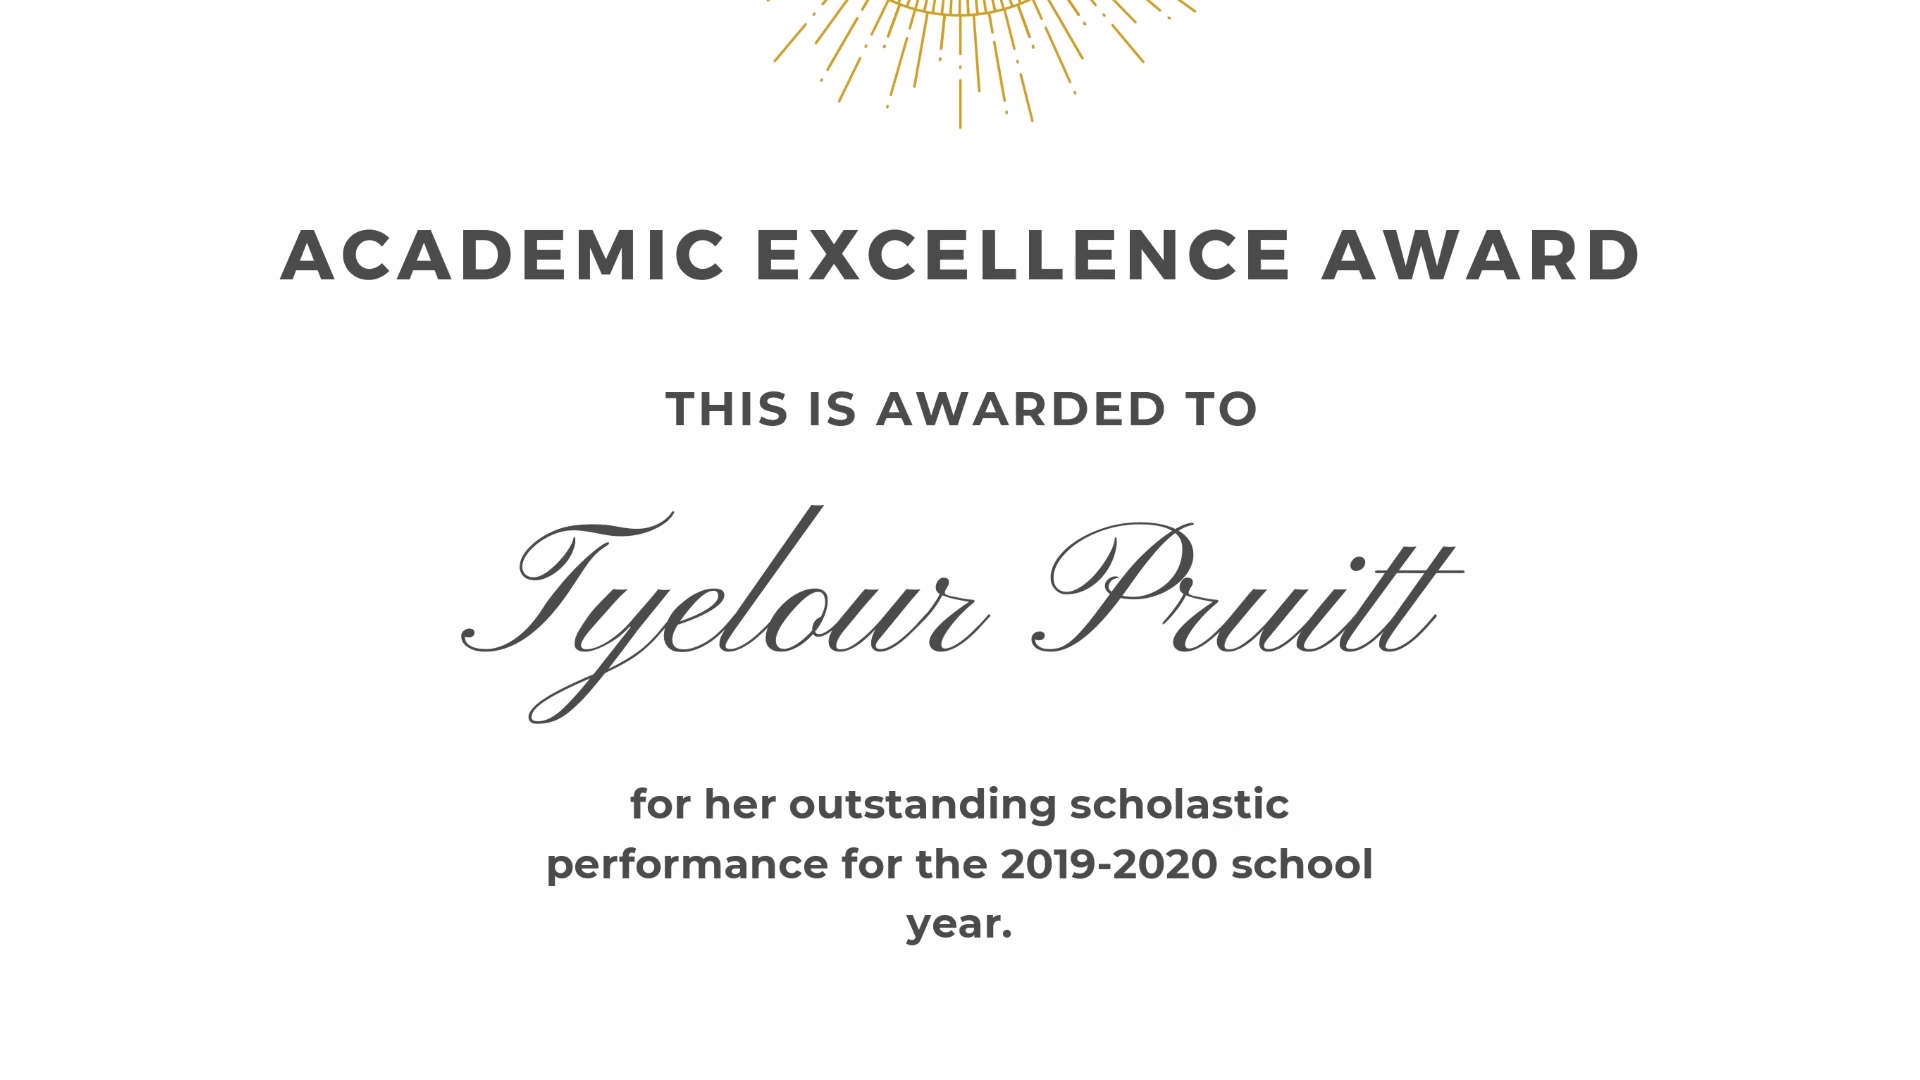 ACADEMIC EXCELLENCE AWARD
THIS IS AWARDED TO
Tyelour Pruitt
for her outstanding scholastic
performance for the 2019-2020 school
year.